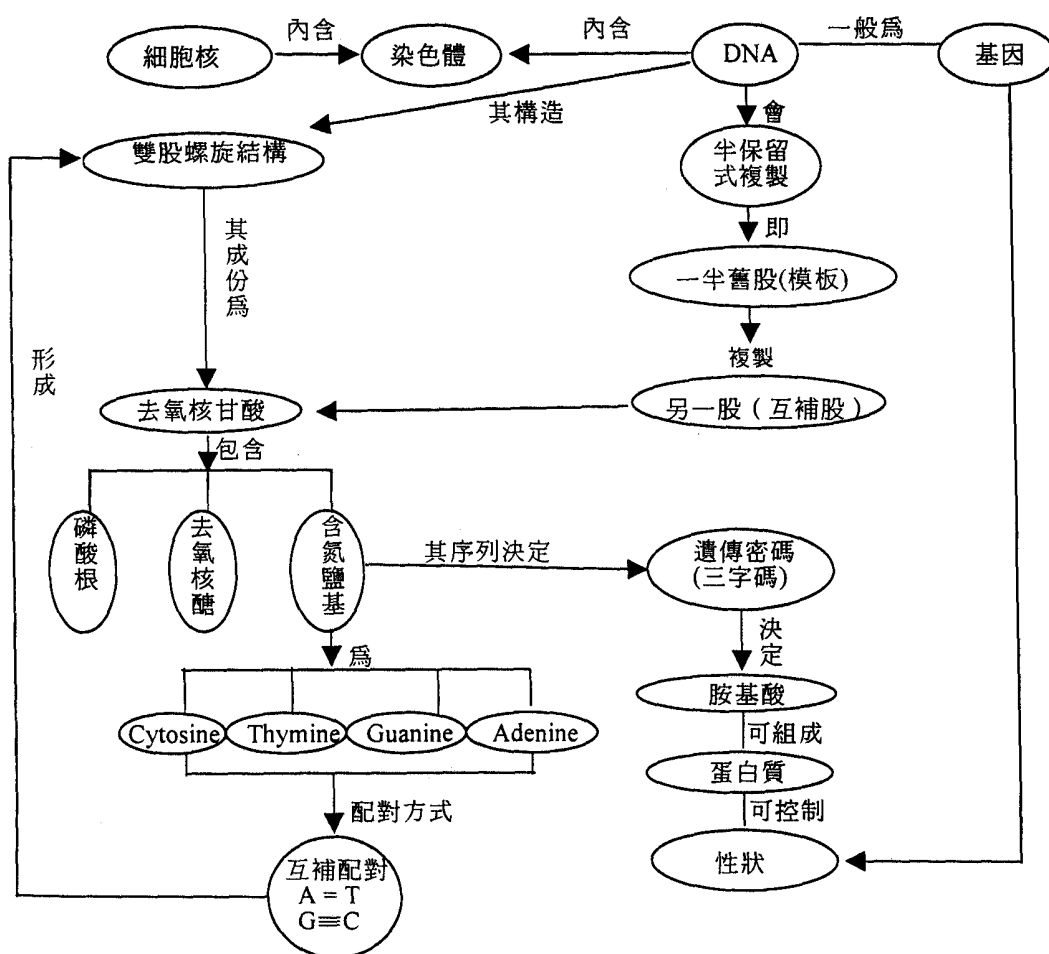 細胞核
內含
染色體
內含
DNA
一般爲
基因
其構造
會
雙股螺旋結構
半保留
式複製
即
其成份爲
一半舊股(模板)
形成
複製
去氧核甘酸
另一股(互補股)
包含
磷酸根
去氧核醣
含氮鹽基
其序列決定
遺傳密碼
(三字碼)
爲
決定
胺基酸
Cytosine
Thymine
Guanine
Adenine
可組成
蛋白質
配對方式
可控制
互補配對
A = T
G≡C
性狀